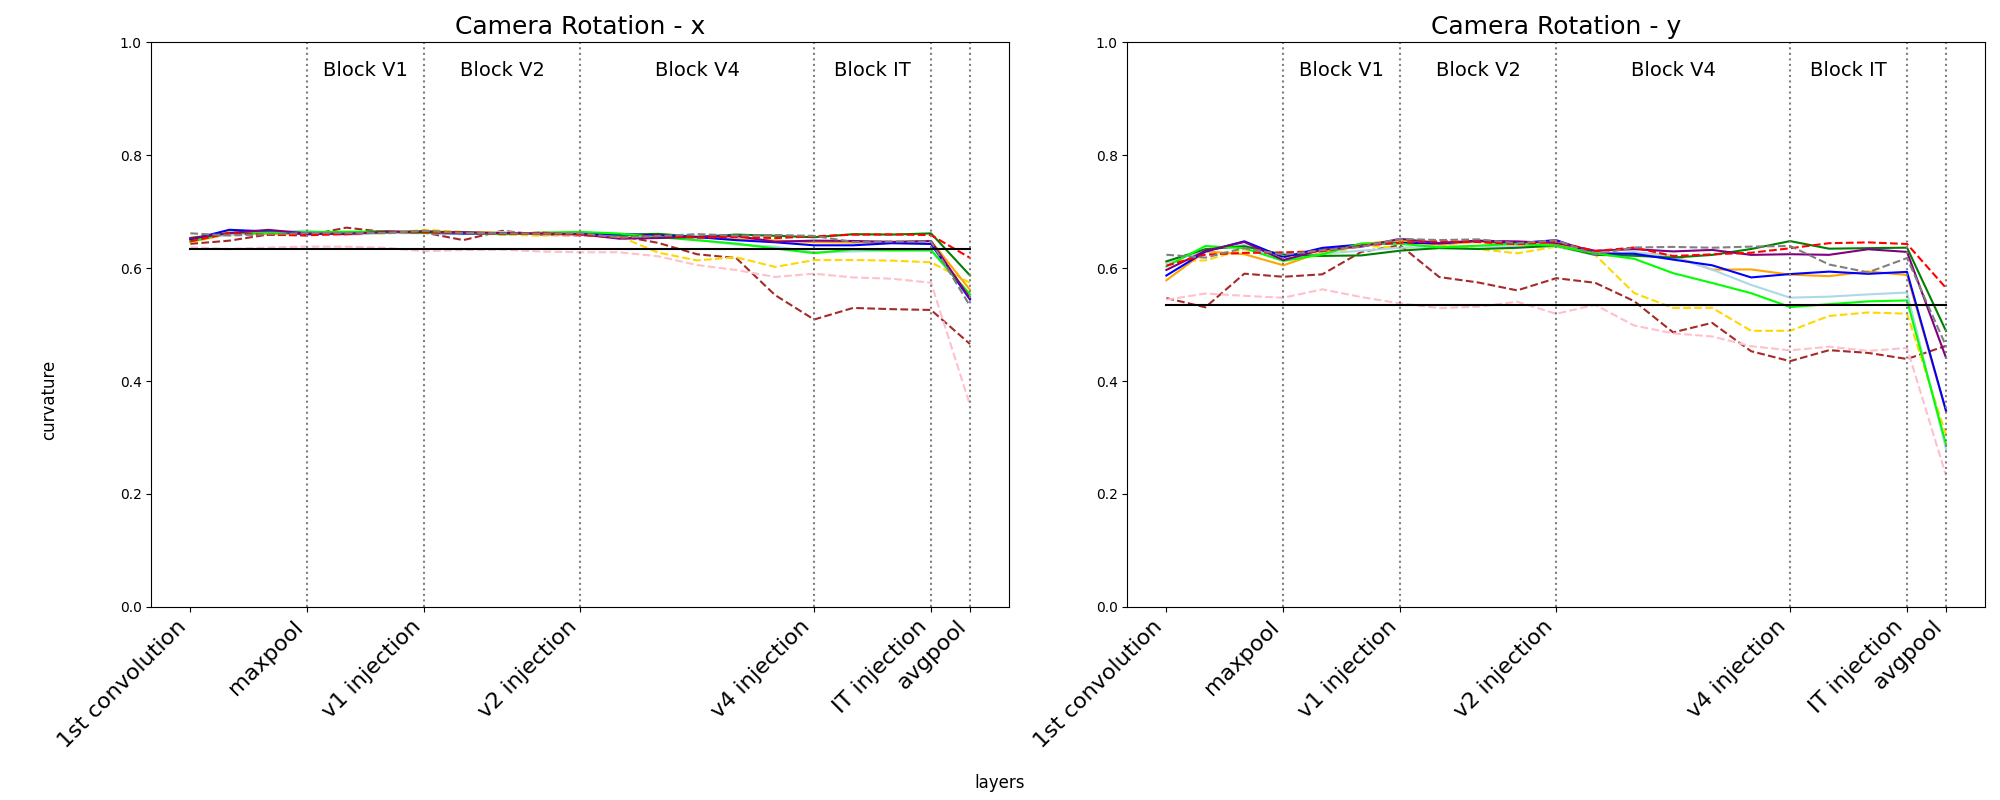 Camera Rotation - x
1.0
0.8
0.6
0.4
0.2
0.0
Block V1
Block V2
Block V4
Block IT
1st convolution
maxpool
v1 injection
v2 injection
v4 injection
IT injection
avgpool
Camera Rotation - y
1.0
0.8
0.6
0.4
0.2
0.0
Block V1
Block V2
Block V4
Block IT
1st convolution
maxpool
v1 injection
v2 injection
v4 injection
IT injection
avgpool
curvature
layers